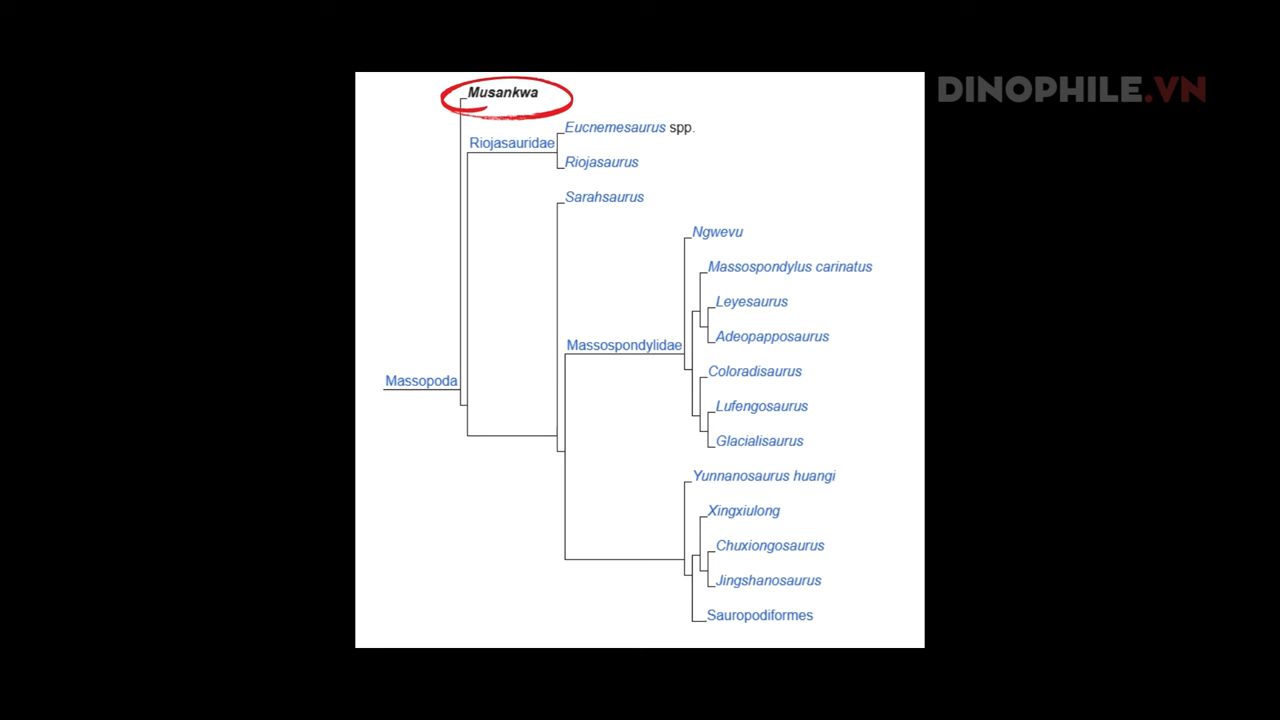 DINOPHILE.VN
Musankwa
Eucnemesaurus spp.
Riojasauridae
Riojasaurus
Sarahsaurus
Ngwevu
Massospondylus carinatus
Leyesaurus
Adeopapposaurus
Massospondylidae
Coloradisaurus
Massopoda
Lufengosaurus
Glacialisaurus
Yunnanosaurus huangi
Xingxiulong
Chuxiongosaurus
Jingshanosaurus
Sauropodiformes